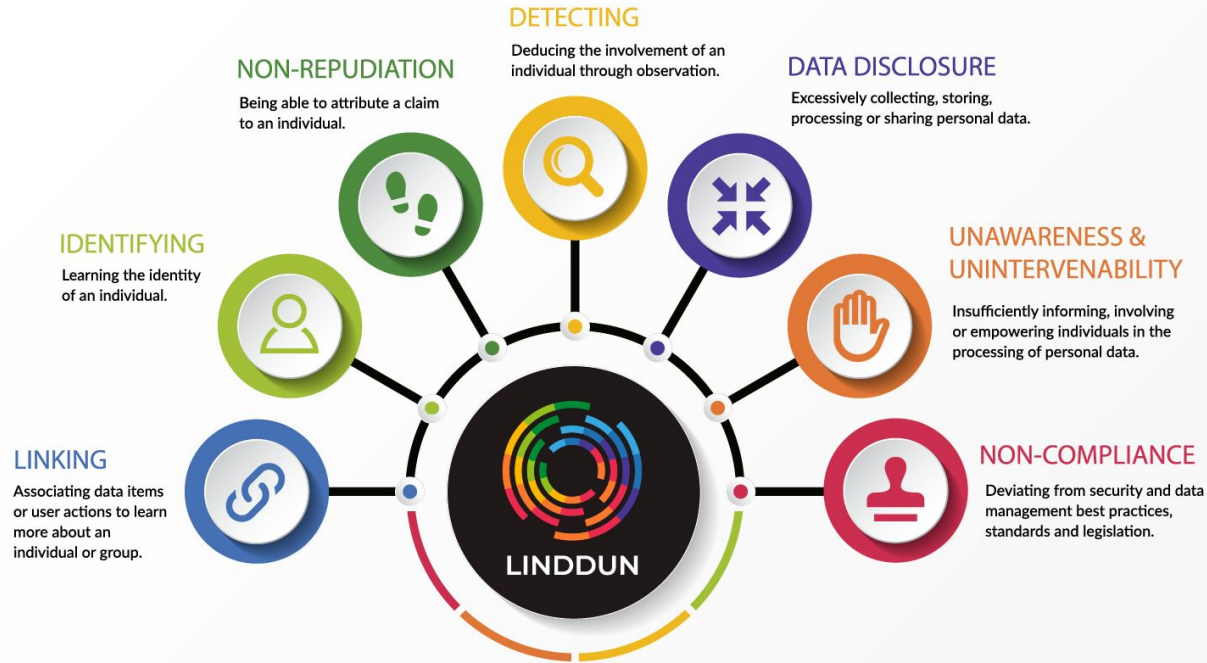 LINKING
Associating data items
or user actions to learn
more about an
individual or group.
IDENTIFYING
Learning the identity
of an individual.
NON-REPUDIATION
Being able to attribute a claim
to an individual.
DETECTING
Deducing the involvement of an
individual through observation.
DATA DISCLOSURE
Excessively collecting, storing,
processing or sharing personal data.
UNAWARENESS &
UNINTERVENABILITY
Insufficiently informing, involving
or empowering individuals in the
processing of personal data.
NON-COMPLIANCE
Deviating from security and data
management best practices,
standards and legislation.
LINDDUN